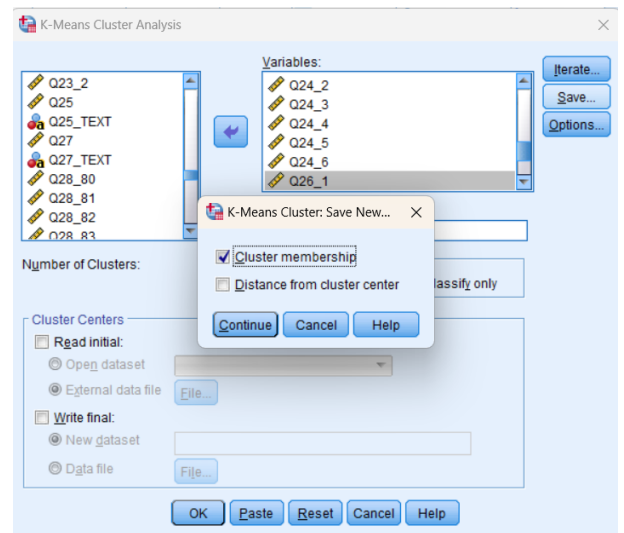 K-Means Cluster Analysis
Variables:
Q23_2
Q25
Q25_TEXT
Q27
Q27_TEXT
Q28_80
Q28_81
Q28_82
Q28_83
Q24_2
Q24_3
Q24_4
Q24_5
Q24_6
Q26_1
Iterate...
Save...
Options...
K-Means Cluster: Save New...
Cluster membership
Distance from cluster center
Continue Cancel Help
Number of Clusters:
lassify only
Cluster Centers
Read initial:
Open dataset
External data file File...
Write final:
New dataset
Data file File...
OK Paste Reset Cancel Help